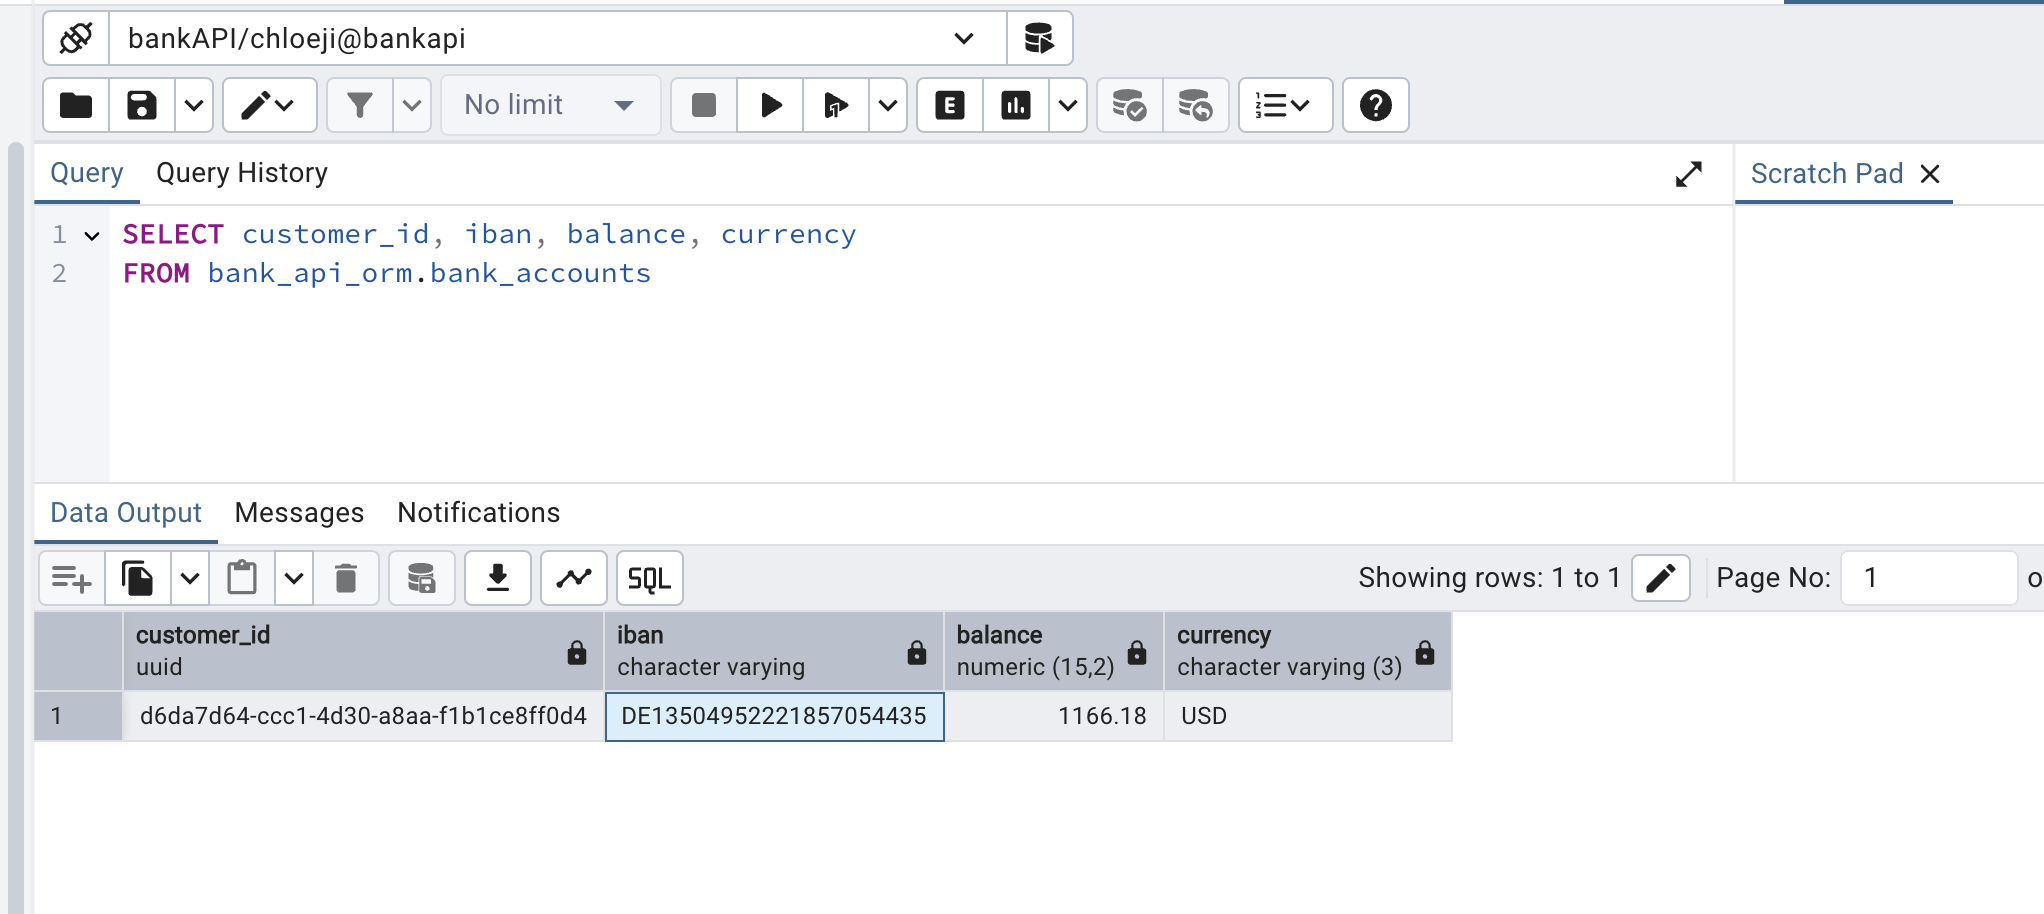 bankAPI/chloeji@bankapi
No limit
E
Query Query History
Scratch Pad
1 SELECT customer_id, iban, balance, currency
2 FROM bank_api_orm.bank_accounts
Data Output Messages Notifications
SQL Showing rows: 1 to 1 Page No: 1 o
customer_id iban balance currency
uuid character varying numeric (15,2) character varying (3)
1 d6da7d64-ccc1-4d30-a8aa-f1b1ce8ff0d4 DE13504952221857054435 1166.18 USD